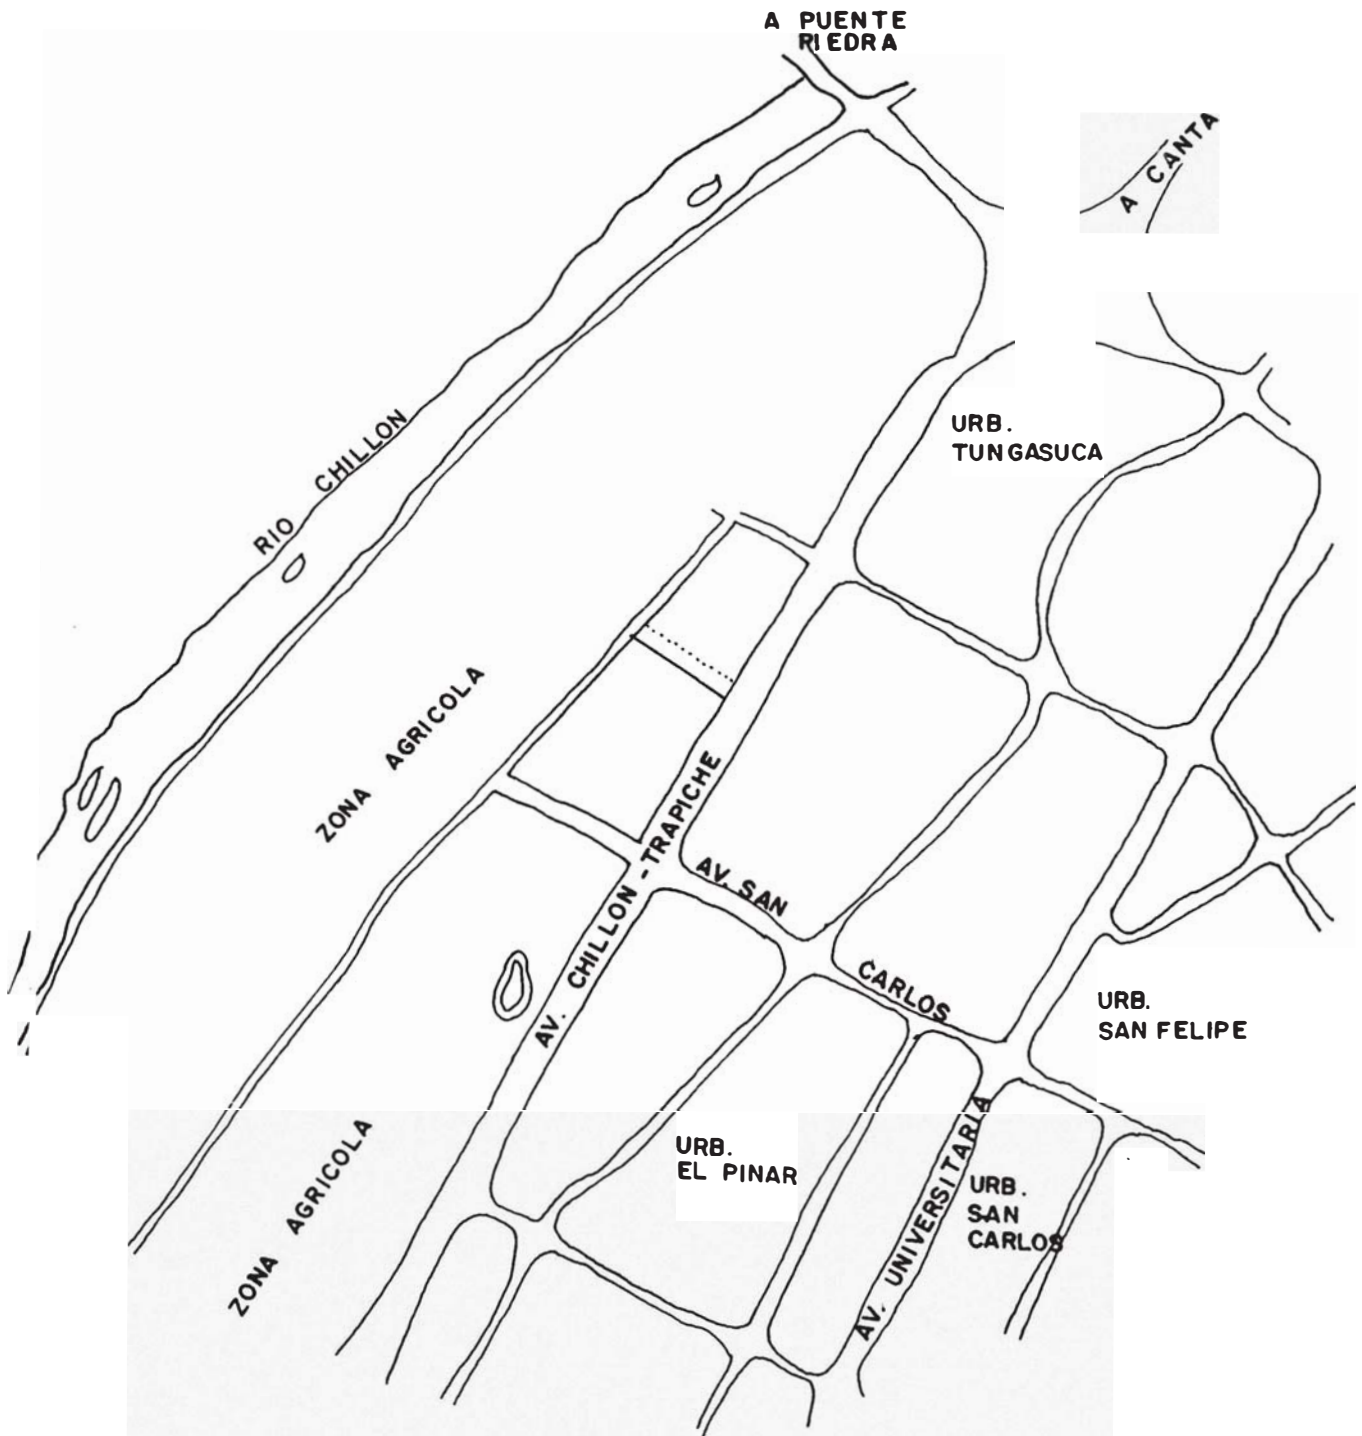 A PUENTE
PIEDRA
A CANTA
URB.
TUNGASUCA
RIO CHILLON
ZONA AGRICOLA
AV. CHILLON - TRAPICHE
AV. SAN CARLOS
URB.
SAN FELIPE
URB.
EL PINAR
AV. UNIVERSITARIA
URB.
SAN
CARLOS
ZONA AGRICOLA